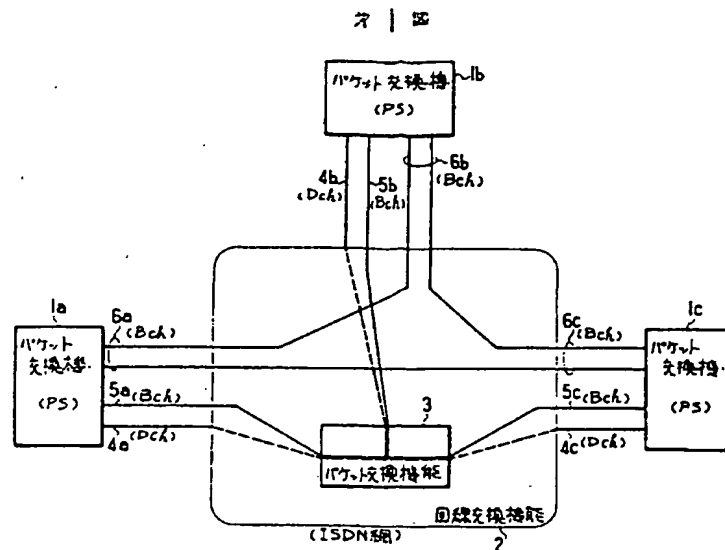 第1図
パケット交換機
(PS)
1b
4b
(Dch)
5b
(Bch)
6b
(Bch)
1a
パケット
交換機
(PS)
6a
(Bch)
5a(Bch)
4a
(Dch)
1c
パケット
交換機
(PS)
6c
(Bch)
5c
(Bch)
4c
(Dch)
3
パケット交換機能
回線交換機能
2
(ISDN網)